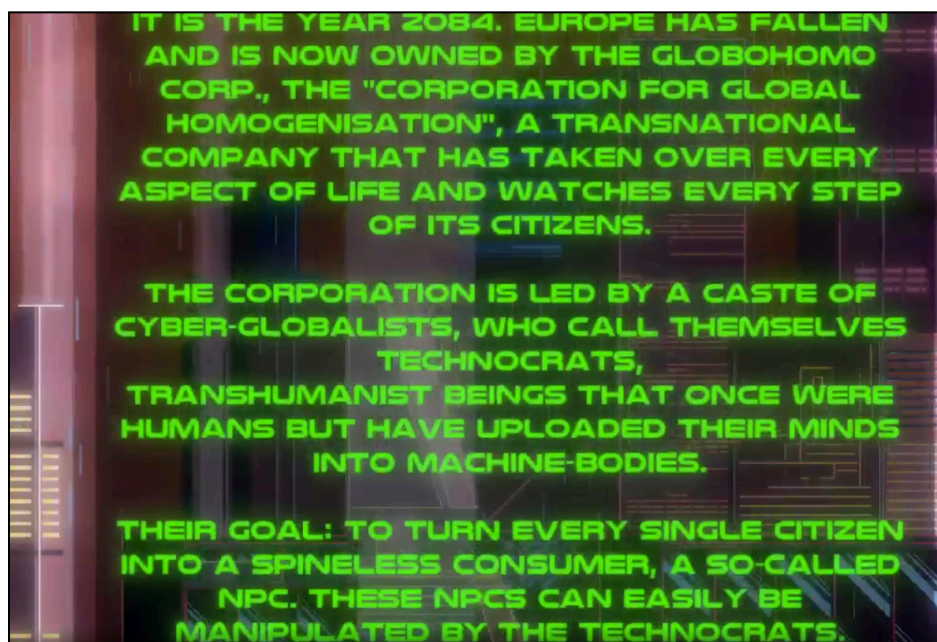 IT IS THE YEAR 2084. EUROPE HAS FALLEN
AND IS NOW OWNED BY THE GLOBOHOMO
CORP., THE "CORPORATION FOR GLOBAL
HOMOGENISATION", A TRANSNATIONAL
COMPANY THAT HAS TAKEN OVER EVERY
ASPECT OF LIFE AND WATCHES EVERY STEP
OF ITS CITIZENS.
THE CORPORATION IS LED BY A CASTE OF
CYBER-GLOBALISTS, WHO CALL THEMSELVES
TECHNOCRATS,
TRANSHUMANIST BEINGS THAT ONCE WERE
HUMANS BUT HAVE UPLOADED THEIR MINDS
INTO MACHINE-BODIES.
THEIR GOAL: TO TURN EVERY SINGLE CITIZEN
INTO A SPINELESS CONSUMER, A SO-CALLED
NPC. THESE NPCS CAN EASILY BE
MANIPULATED BY THE TECHNOCRATS.